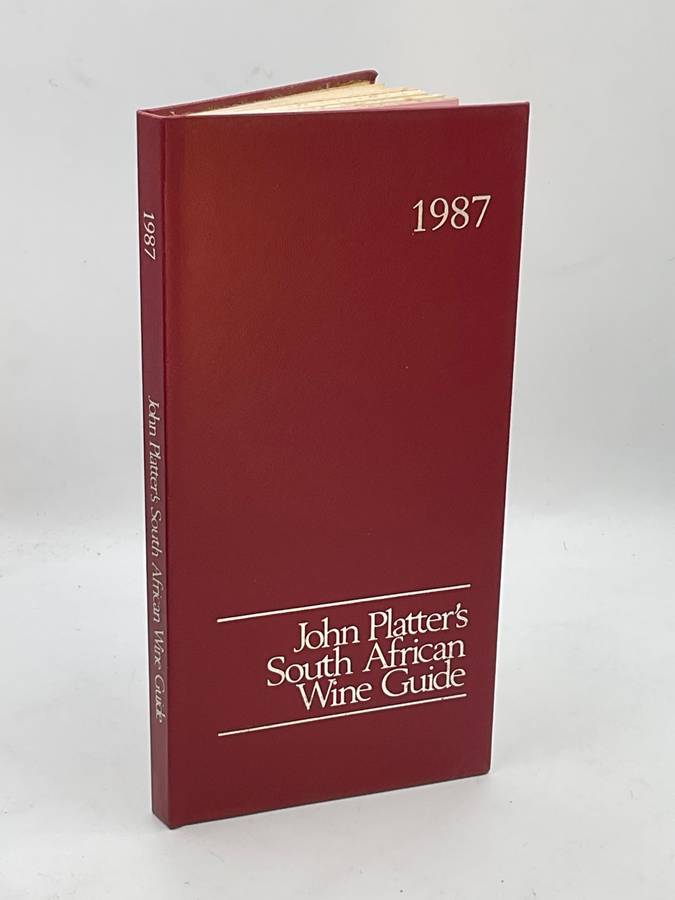 1987
John Platter's South African Wine Guide
1987
John Platter's
South African
Wine Guide